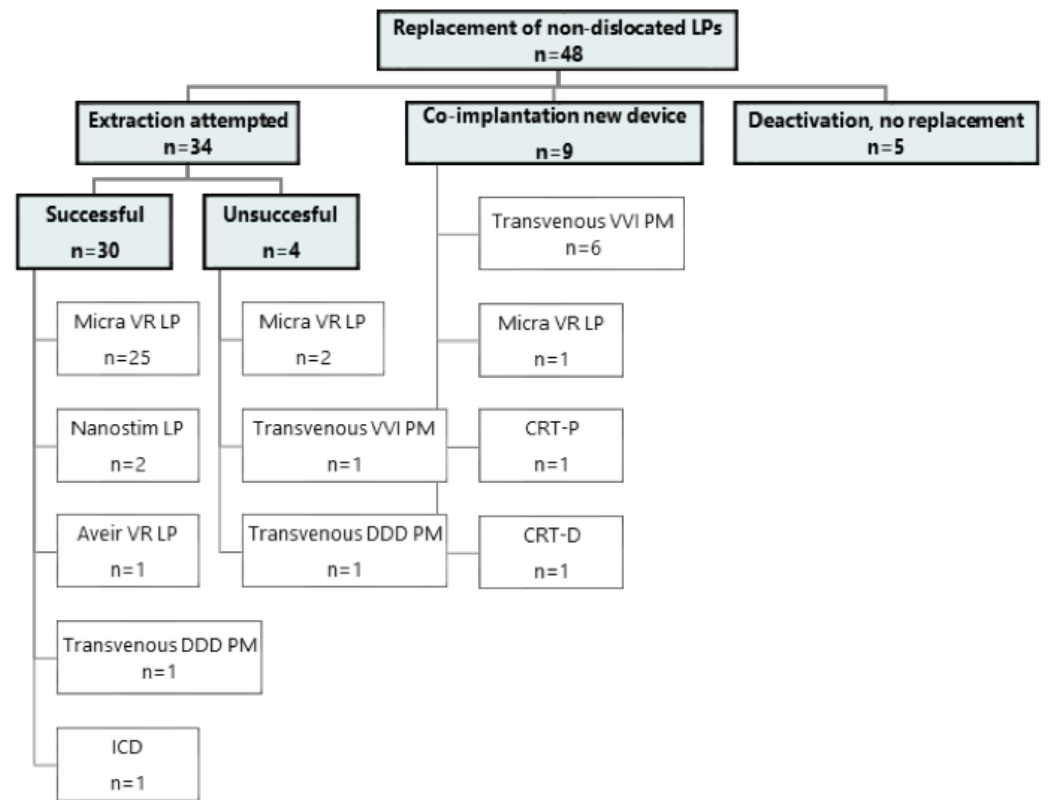 Replacement of non-dislocated LPs
n=48
Extraction attempted
n=34
Co-implantation new device
n=9
Deactivation, no replacement
n=5
Successful
n=30
Unsuccesful
n=4
Micra VR LP
n=25
Nanostim LP
n=2
Aveir VR LP
n=1
Transvenous DDD PM
n=1
ICD
n=1
Micra VR LP
n=2
Transvenous VVI PM
n=1
Transvenous DDD PM
n=1
Transvenous VVI PM
n=6
Micra VR LP
n=1
CRT-P
n=1
CRT-D
n=1